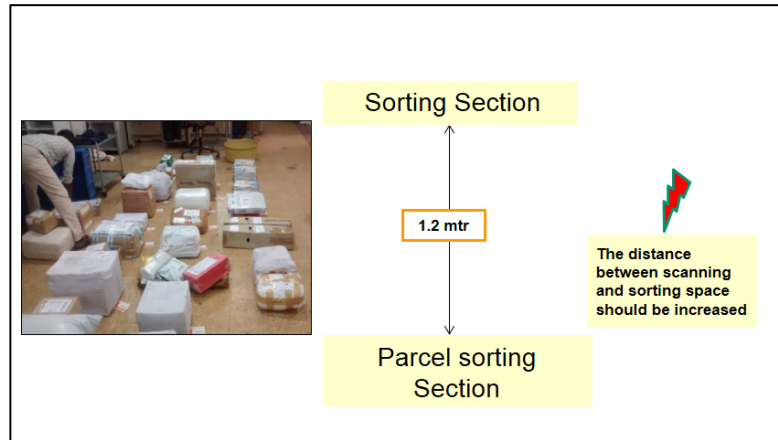 Sorting Section
1.2 mtr
The distance
between scanning
and sorting space
should be increased
Parcel sorting
Section